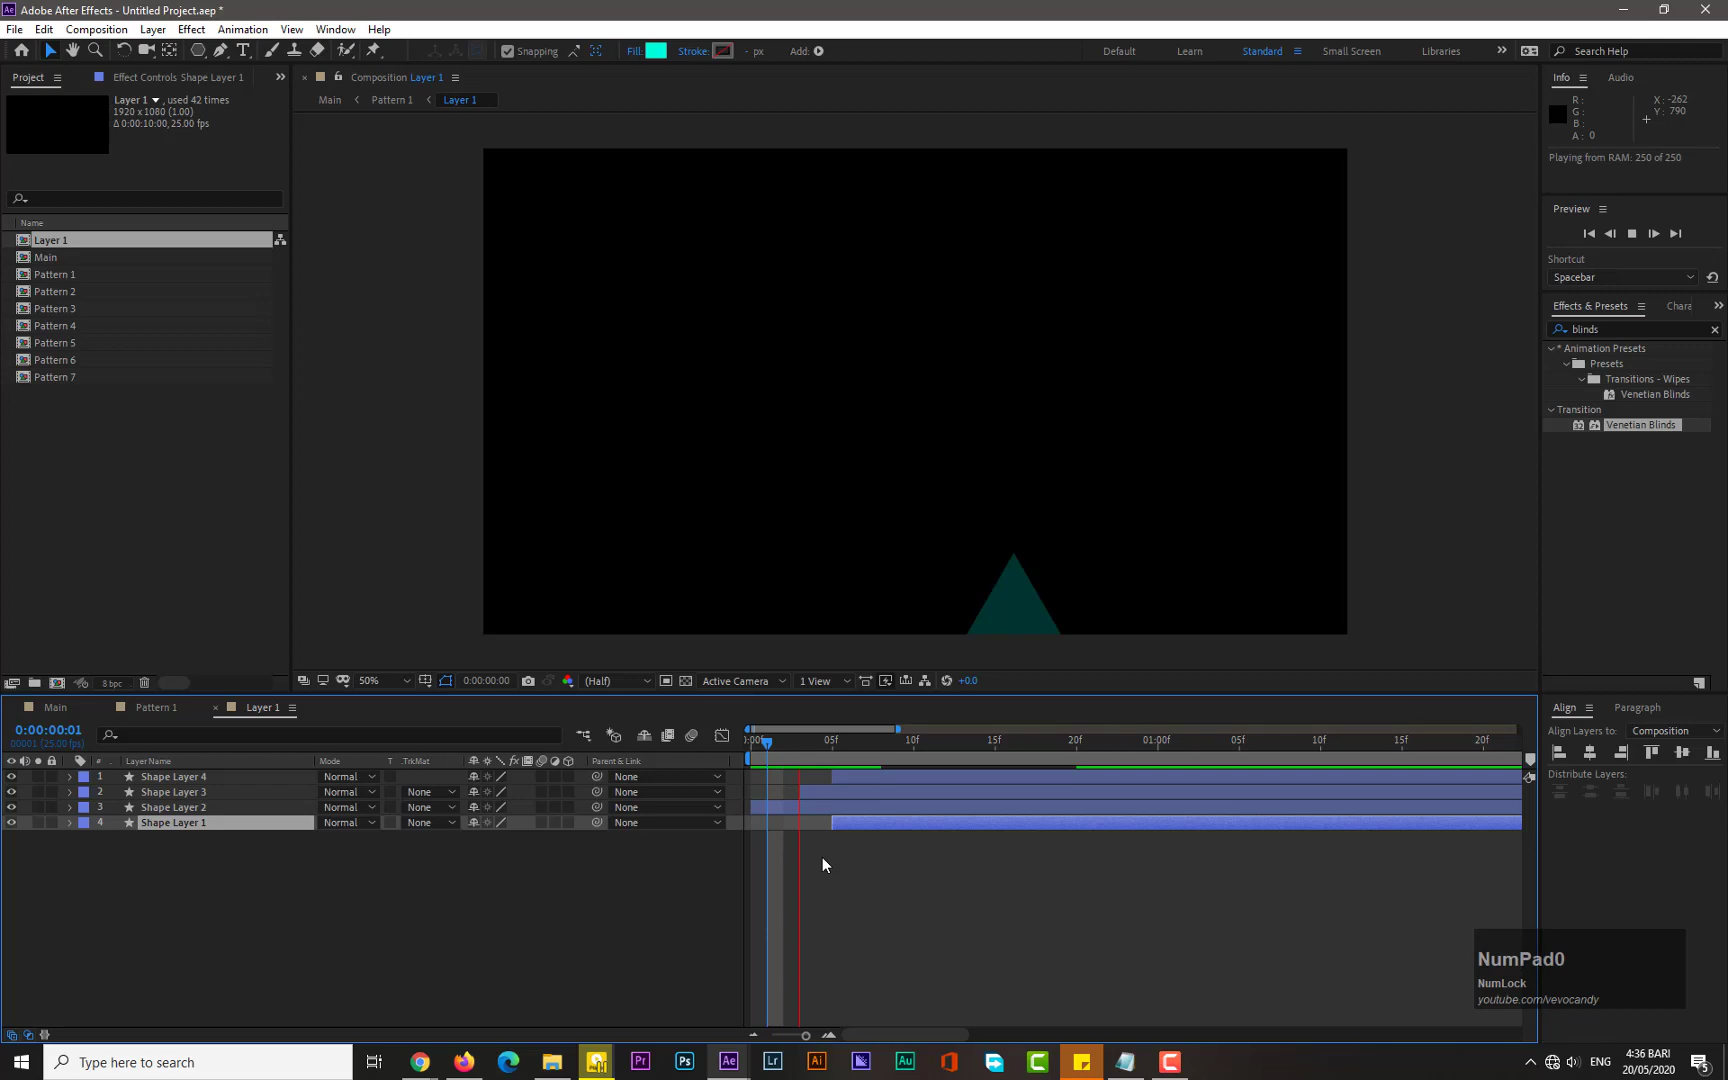 Adobe After Effects - Untitled Project.aep *
File Edit Composition Layer Effect Animation View Window Help
Snapping Fill: Stroke: - px Add: Default Learn Standard Small Screen Libraries Search Help
Project Effect Controls Shape Layer 1
Composition Layer 1
Info Audio
Layer 1 , used 42 times
1920 x 1080 (1.00)
Δ 0:00:10:00, 25.00 fps
Main Pattern 1 Layer 1
R:
G:
B:
A: 0
X: -262
Y: 790
Playing from RAM: 250 of 250
Preview
Shortcut
Spacebar
Effects & Presets Chara
blinds
* Animation Presets
Presets
Transitions - Wipes
Venetian Blinds
Transition
Venetian Blinds
Name
Layer 1
Main
Pattern 1
Pattern 2
Pattern 3
Pattern 4
Pattern 5
Pattern 6
Pattern 7
8 bpc
50% 0:00:00:00 (Half) Active Camera 1 View +0.0
Main Pattern 1 Layer 1
0:00:00:01
00001 (25.00 fps)
:00f 05f 10f 15f 20f 01:00f 05f 10f 15f 20f
# Layer Name Mode T .TrkMat Parent & Link
1 Shape Layer 4 Normal None
2 Shape Layer 3 Normal None None
3 Shape Layer 2 Normal None None
4 Shape Layer 1 Normal None None
Align Paragraph
Align Layers to: Composition
Distribute Layers:
NumPad0
NumLock
youtube.com/vevocandy
Type here to search
Pr Ps Ae Lr Ai Au
ENG
4:36 BARI
20/05/2020
5